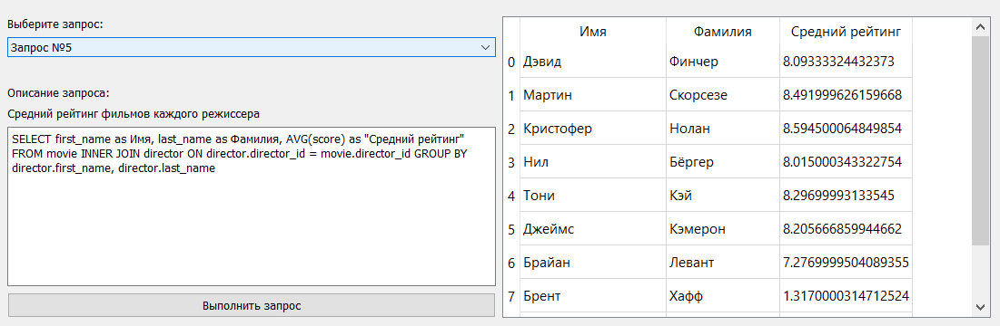 Выберите запрос:
Запрос №5
Описание запроса:
Средний рейтинг фильмов каждого режиссера
SELECT first_name as Имя, last_name as Фамилия, AVG(score) as "Средний рейтинг"
FROM movie INNER JOIN director ON director.director_id = movie.director_id GROUP BY
director.first_name, director.last_name
Выполнить запрос
Имя Фамилия Средний рейтинг
0 Дэвид Финчер 8.09333324432373
1 Мартин Скорсезе 8.491999626159668
2 Кристофер Нолан 8.594500064849854
3 Нил Бёргер 8.015000343322754
4 Тони Кэй 8.29699993133545
5 Джеймс Кэмерон 8.205666859944662
6 Брайан Левант 7.2769999504089355
7 Брент Хафф 1.3170000314712524